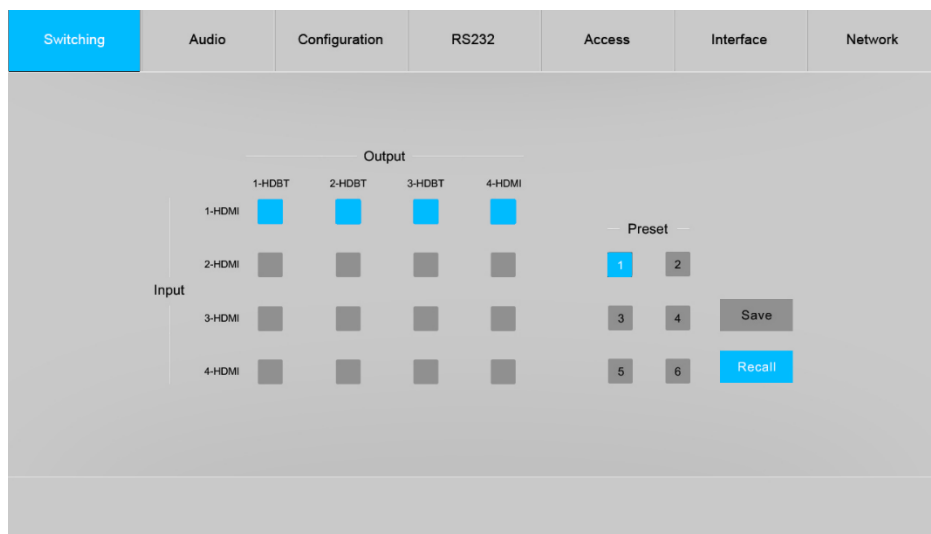 Switching Audio Configuration RS232 Access Interface Network
Output
1-HDBT 2-HDBT 3-HDBT 4-HDMI
1-HDMI
Preset
2-HDMI 1 2
Input
3-HDMI 3 4 Save
4-HDMI 5 6 Recall